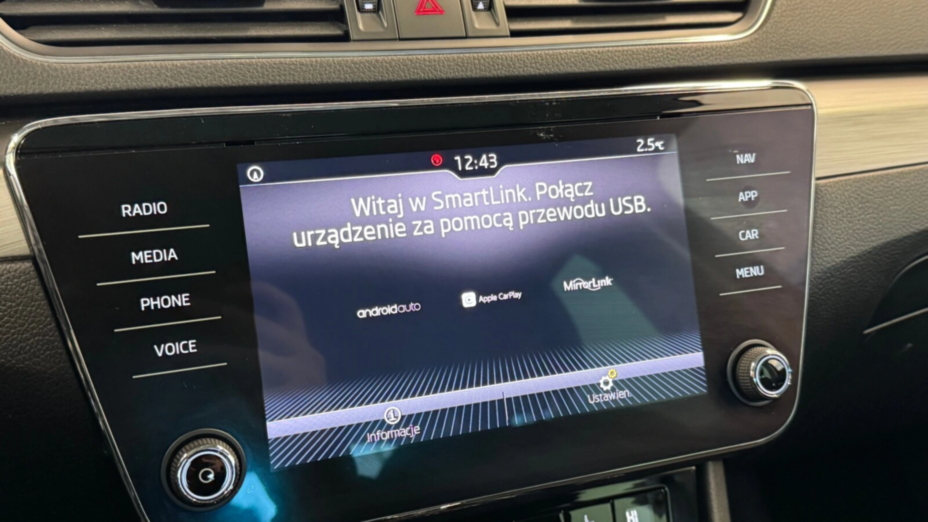 12:43
2.5°C
Witaj w SmartLink. Połącz
urządzenie za pomocą przewodu USB.
androidauto
Apple CarPlay
MirrorLink
Informacje
Ustawien.
RADIO
MEDIA
PHONE
VOICE
NAV
APP
CAR
MENU